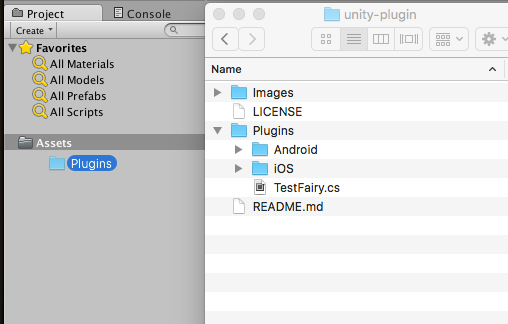 Project
Console
Create
Favorites
All Materials
All Models
All Prefabs
All Scripts
Assets
Plugins
unity-plugin
Name
Images
LICENSE
Plugins
Android
iOS
TestFairy.cs
README.md